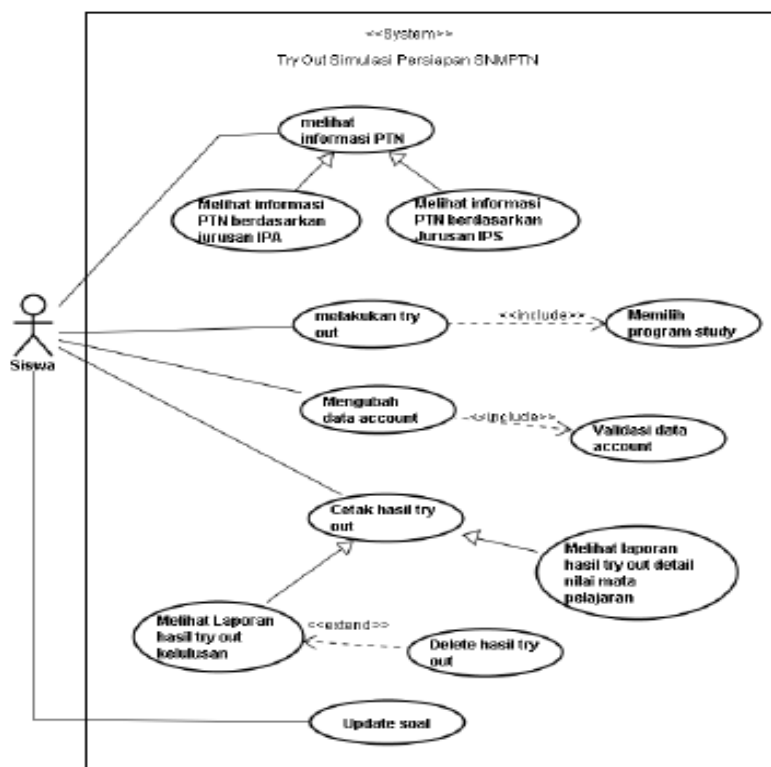 <<System>>
Try Out Simulasi Persiapan SNMPTN
melihat
informasi PTN
Melihat informasi
PTN berdasarkan
jurusan IPA
Melihat informasi
PTN berdasarkan
Jurusan IPS
Siswa
melakukan try
out
<<include>>
Memilih
program study
Mengubah
data account
<<include>>
Validasi data
account
Cetak hasil try
out
Melihat laporan
hasil try out detail
nilai mata
pelajaran
Melihat Laporan
hasil try out
kelulusan
<<extend>>
Delete hasil try
out
Update soal